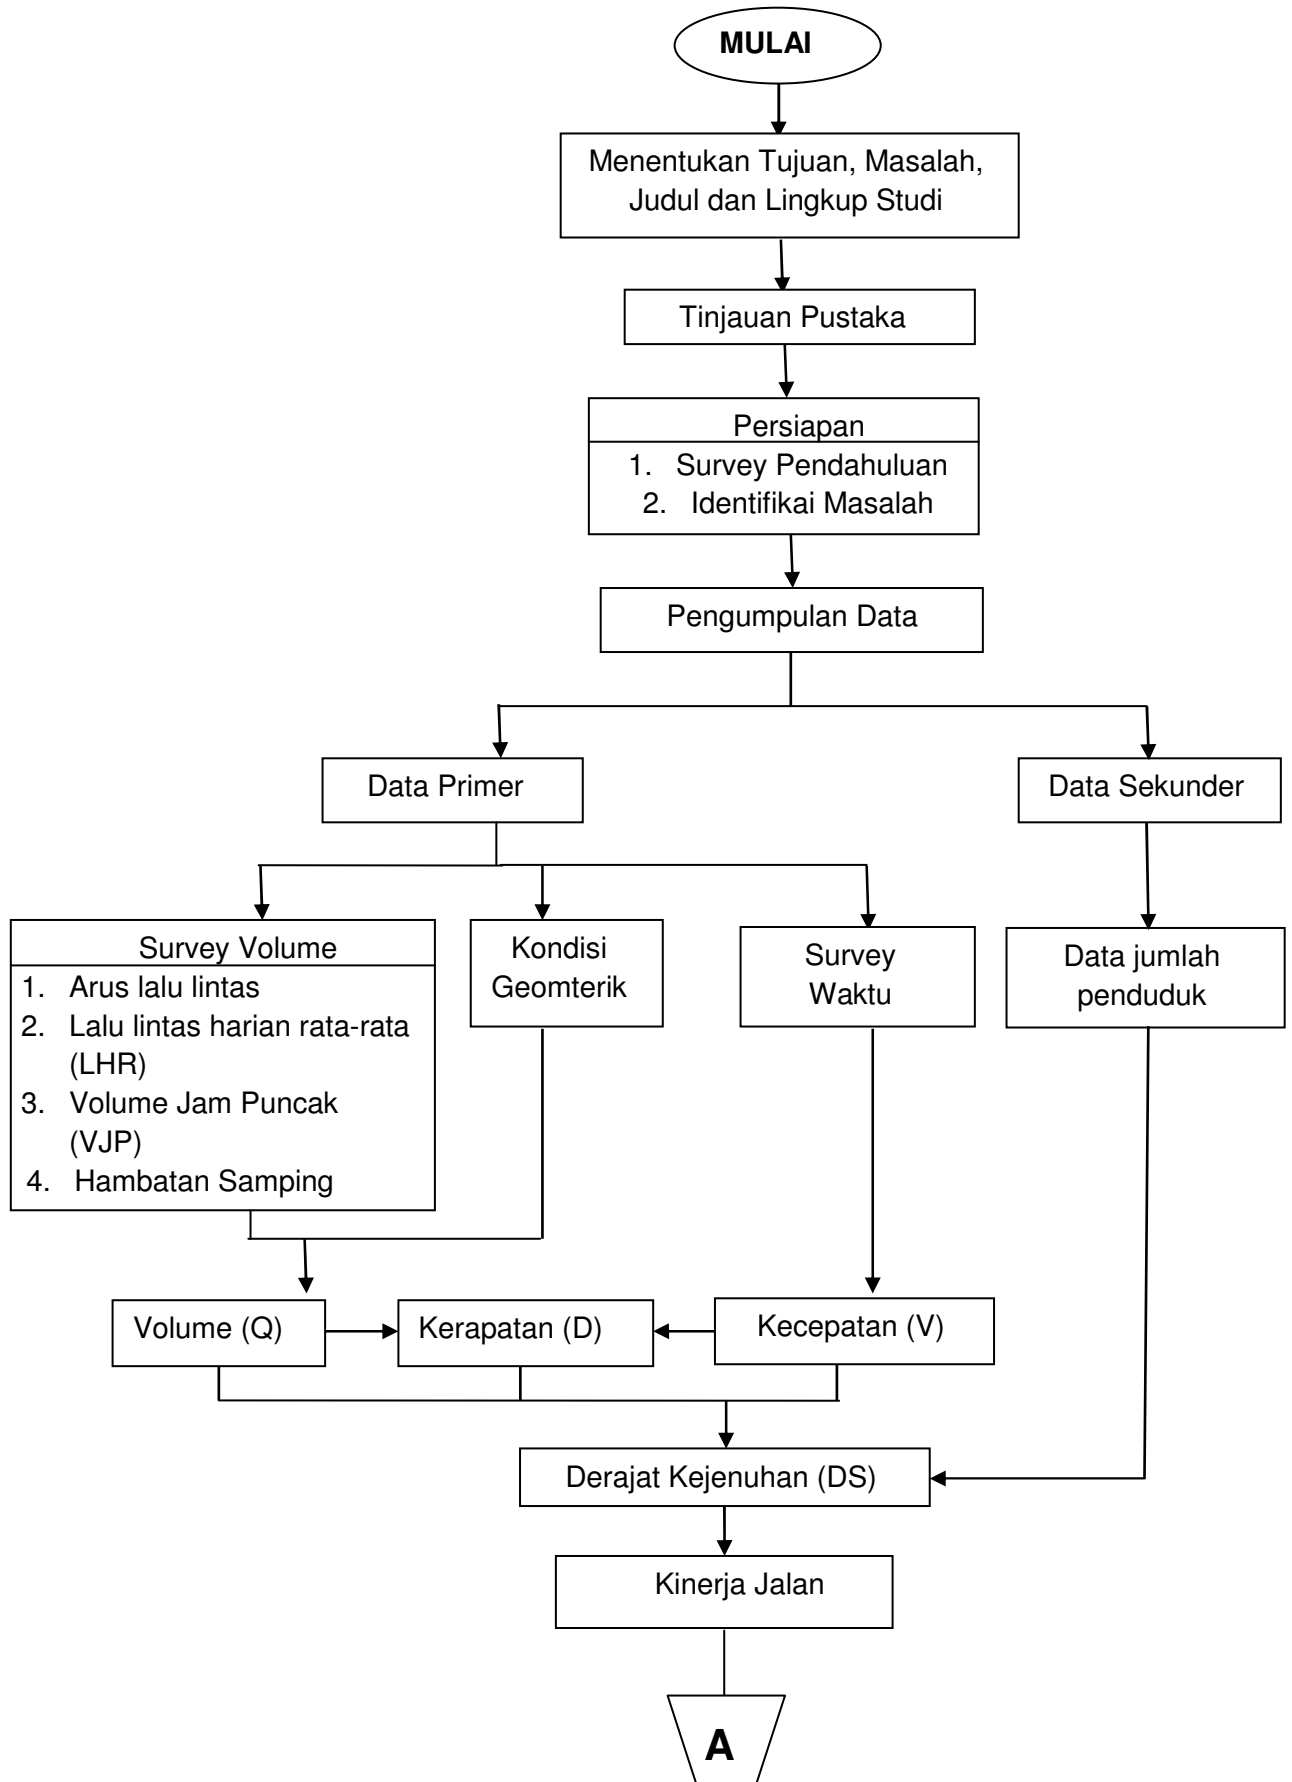 MULAI
Menentukan Tujuan, Masalah,
Judul dan Lingkup Studi
Tinjauan Pustaka
Persiapan
1. Survey Pendahuluan
2. Identifikai Masalah
Pengumpulan Data
Data Primer
Data Sekunder
Survey Volume
1. Arus lalu lintas
2. Lalu lintas harian rata-rata
(LHR)
3. Volume Jam Puncak
(VJP)
4. Hambatan Samping
Kondisi
Geomterik
Survey
Waktu
Data jumlah
penduduk
Volume (Q)
Kerapatan (D)
Kecepatan (V)
Derajat Kejenuhan (DS)
Kinerja Jalan
A